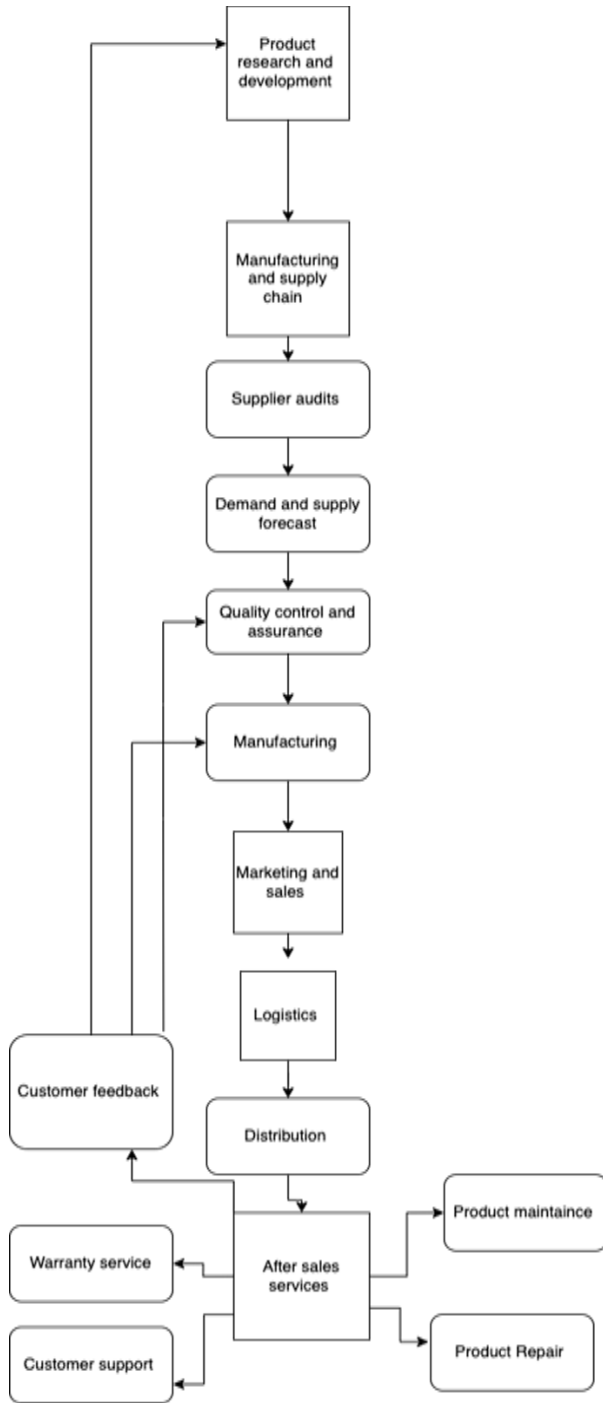 Product
research and
development
Manufacturing
and supply
chain
Supplier audits
Demand and supply
forecast
Quality control and
assurance
Manufacturing
Marketing and
sales
Logistics
Customer feedback
Distribution
Product maintaince
Warranty service
After sales
services
Customer support
Product Repair